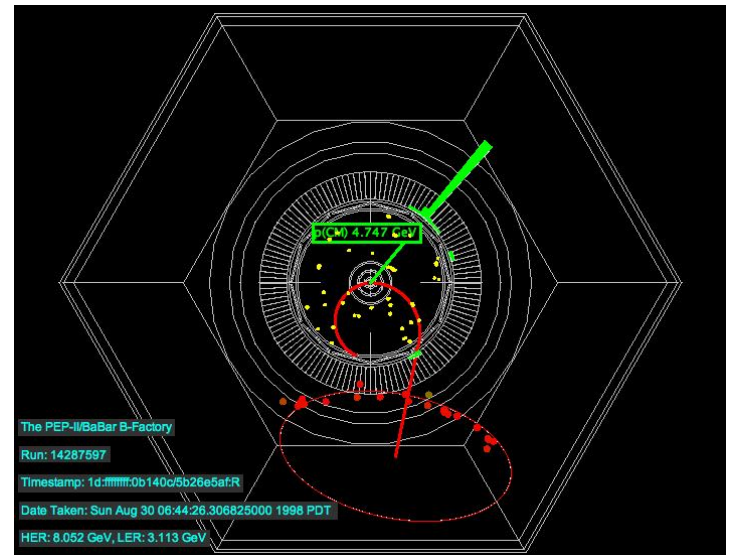 p(CM) 4.747 GeV
The PEP-II/BaBar B-Factory
Run: 14287597
Timestamp: 1d:ffffffff:0b140c/5b26e5af:R
Date Taken: Sun Aug 30 06:44:26.306825000 1998 PDT
HER: 8.052 GeV, LER: 3.113 GeV